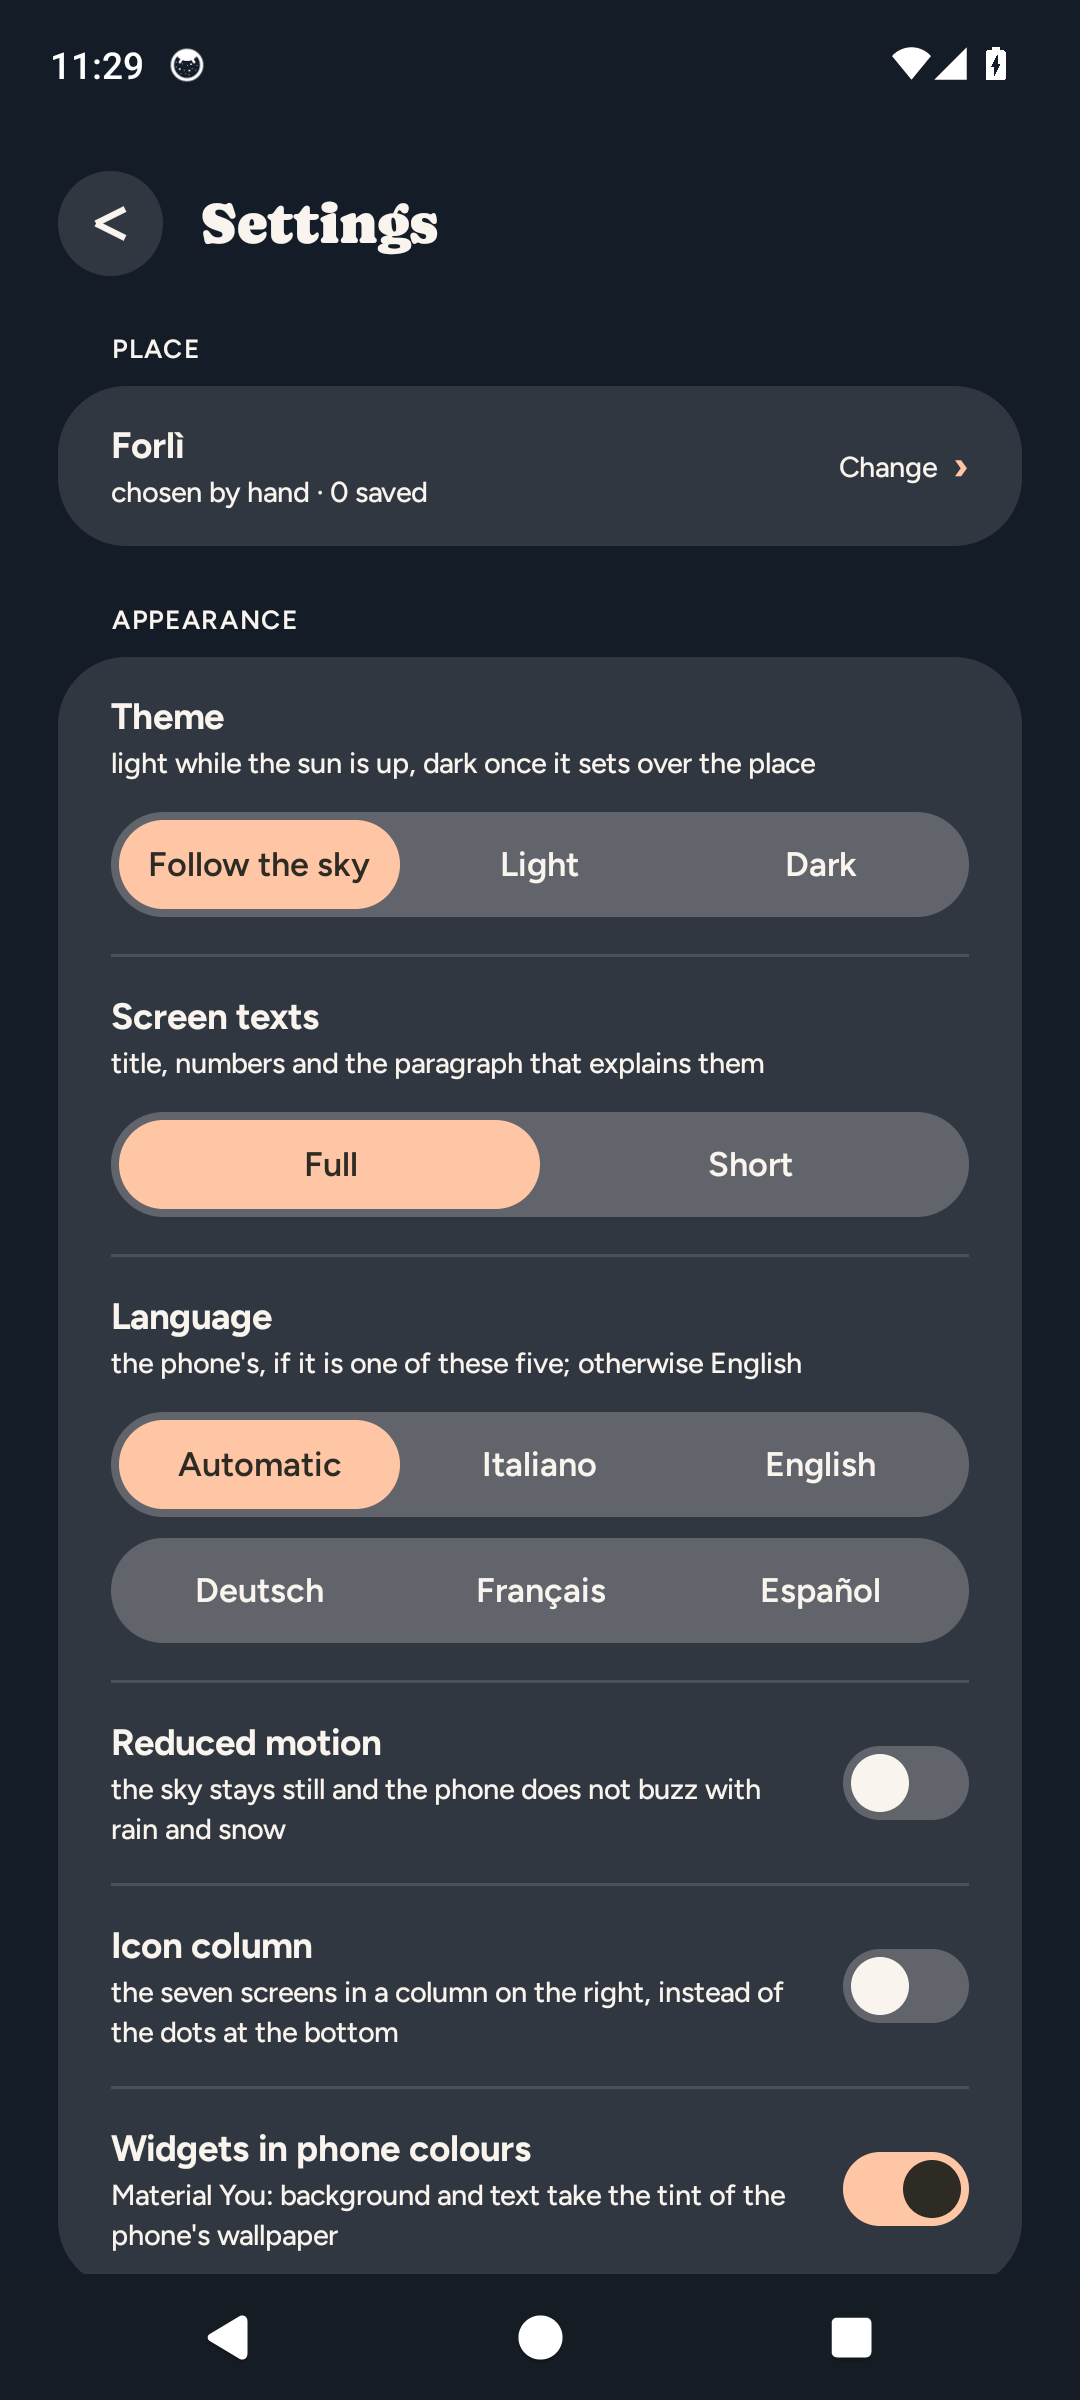 11:29
<
Settings
PLACE
Forlì
chosen by hand · 0 saved
Change ›
APPEARANCE
Theme
light while the sun is up, dark once it sets over the place
Follow the sky
Light
Dark
Screen texts
title, numbers and the paragraph that explains them
Full
Short
Language
the phone's, if it is one of these five; otherwise English
Automatic
Italiano
English
Deutsch
Français
Español
Reduced motion
the sky stays still and the phone does not buzz with
rain and snow
Icon column
the seven screens in a column on the right, instead of
the dots at the bottom
Widgets in phone colours
Material You: background and text take the tint of the
phone's wallpaper